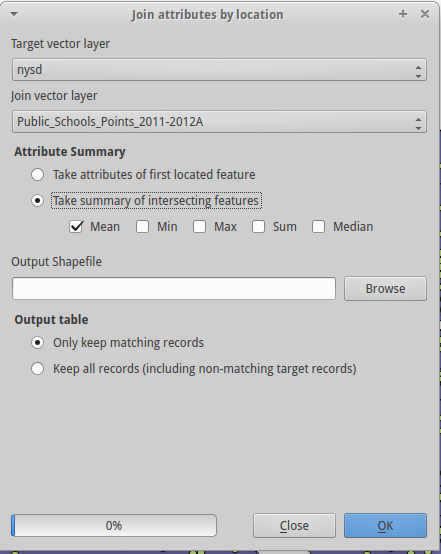 Join attributes by location
Target vector layer
nysd
Join vector layer
Public_Schools_Points_2011-2012A
Attribute Summary
Take attributes of first located feature
Take summary of intersecting features
Mean Min Max Sum Median
Output Shapefile
Browse
Output table
Only keep matching records
Keep all records (including non-matching target records)
0% Close OK